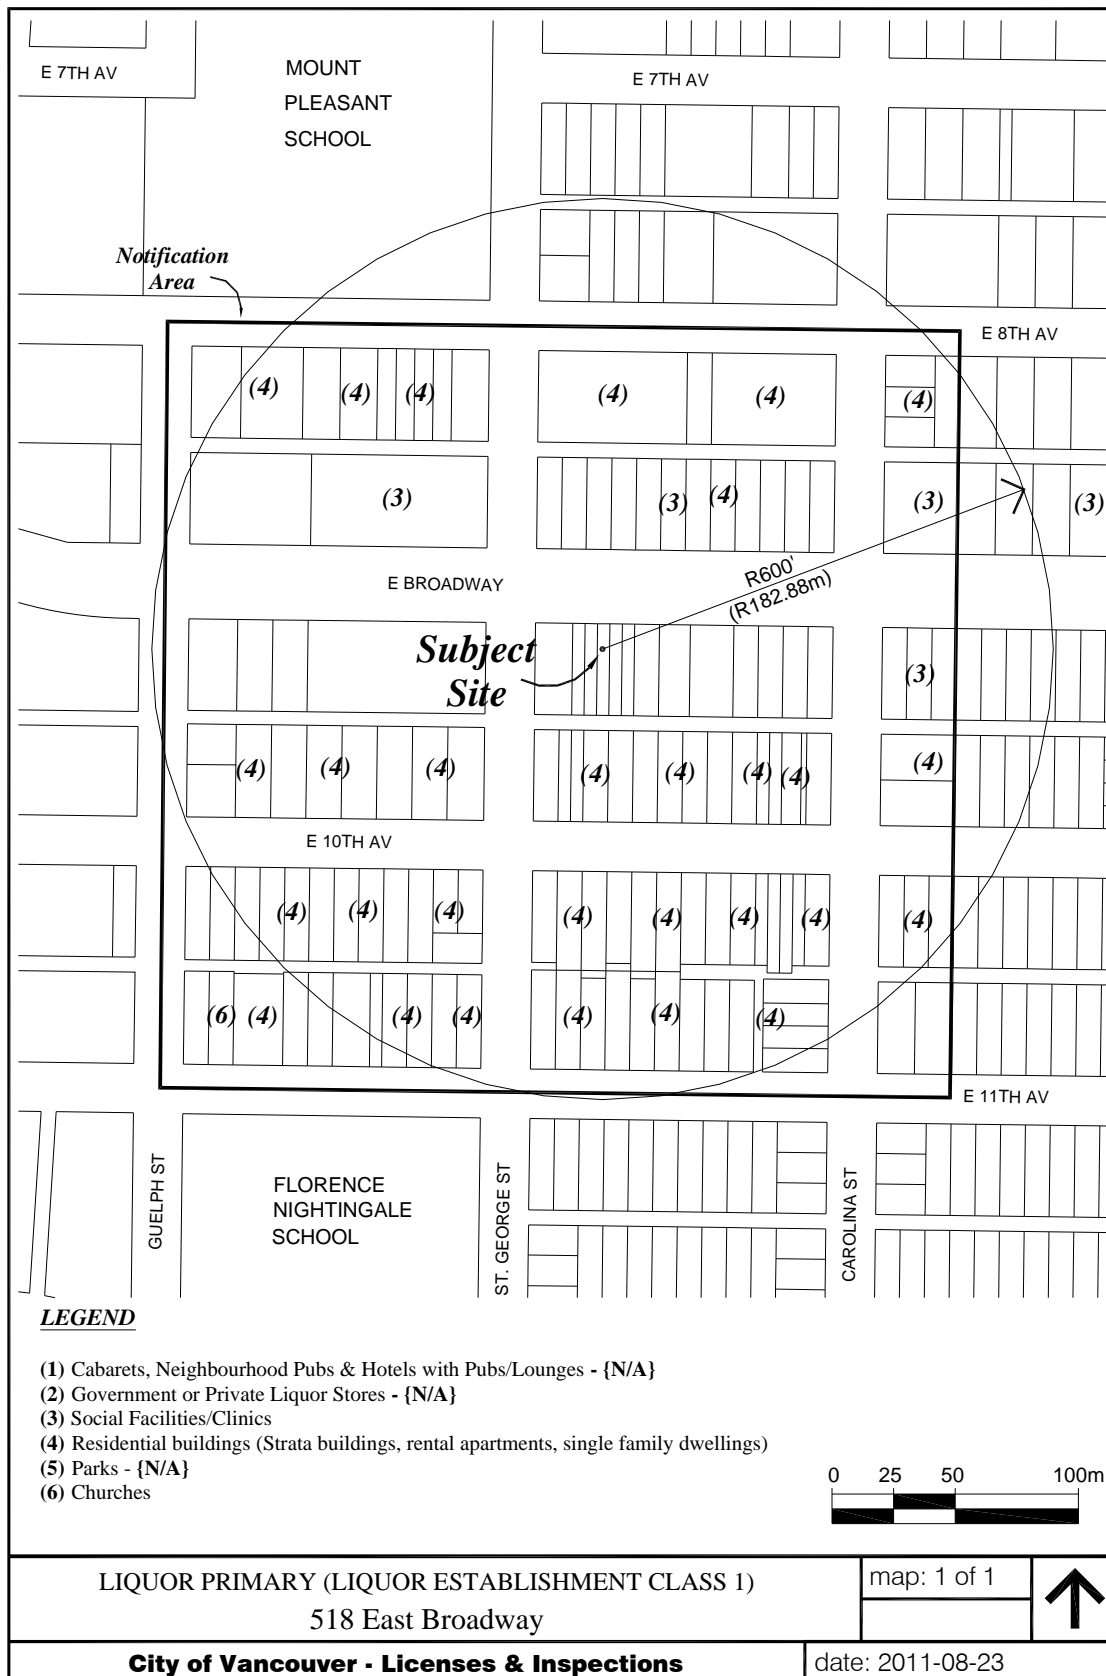 E 7TH AV
MOUNT
PLEASANT
SCHOOL
E 7TH AV
Notification
Area
E 8TH AV
(4)
(4)
(4)
(4)
(4)
(4)
(3)
(3)
(4)
(3)
(3)
E BROADWAY
R600'
(R182.88m)
Subject
Site
(3)
(4)
(4)
(4)
(4)
(4)
(4)
(4)
(4)
E 10TH AV
(4)
(4)
(4)
(4)
(4)
(4)
(4)
(4)
(6)
(4)
(4)
(4)
(4)
(4)
(4)
E 11TH AV
GUELPH ST
FLORENCE
NIGHTINGALE
SCHOOL
ST. GEORGE ST
CAROLINA ST
LEGEND
(1) Cabarets, Neighbourhood Pubs & Hotels with Pubs/Lounges - {N/A}
(2) Government or Private Liquor Stores - {N/A}
(3) Social Facilities/Clinics
(4) Residential buildings (Strata buildings, rental apartments, single family dwellings)
(5) Parks - {N/A}
(6) Churches
0 25 50 100m
LIQUOR PRIMARY (LIQUOR ESTABLISHMENT CLASS 1)
518 East Broadway
map: 1 of 1
City of Vancouver - Licenses & Inspections
date: 2011-08-23